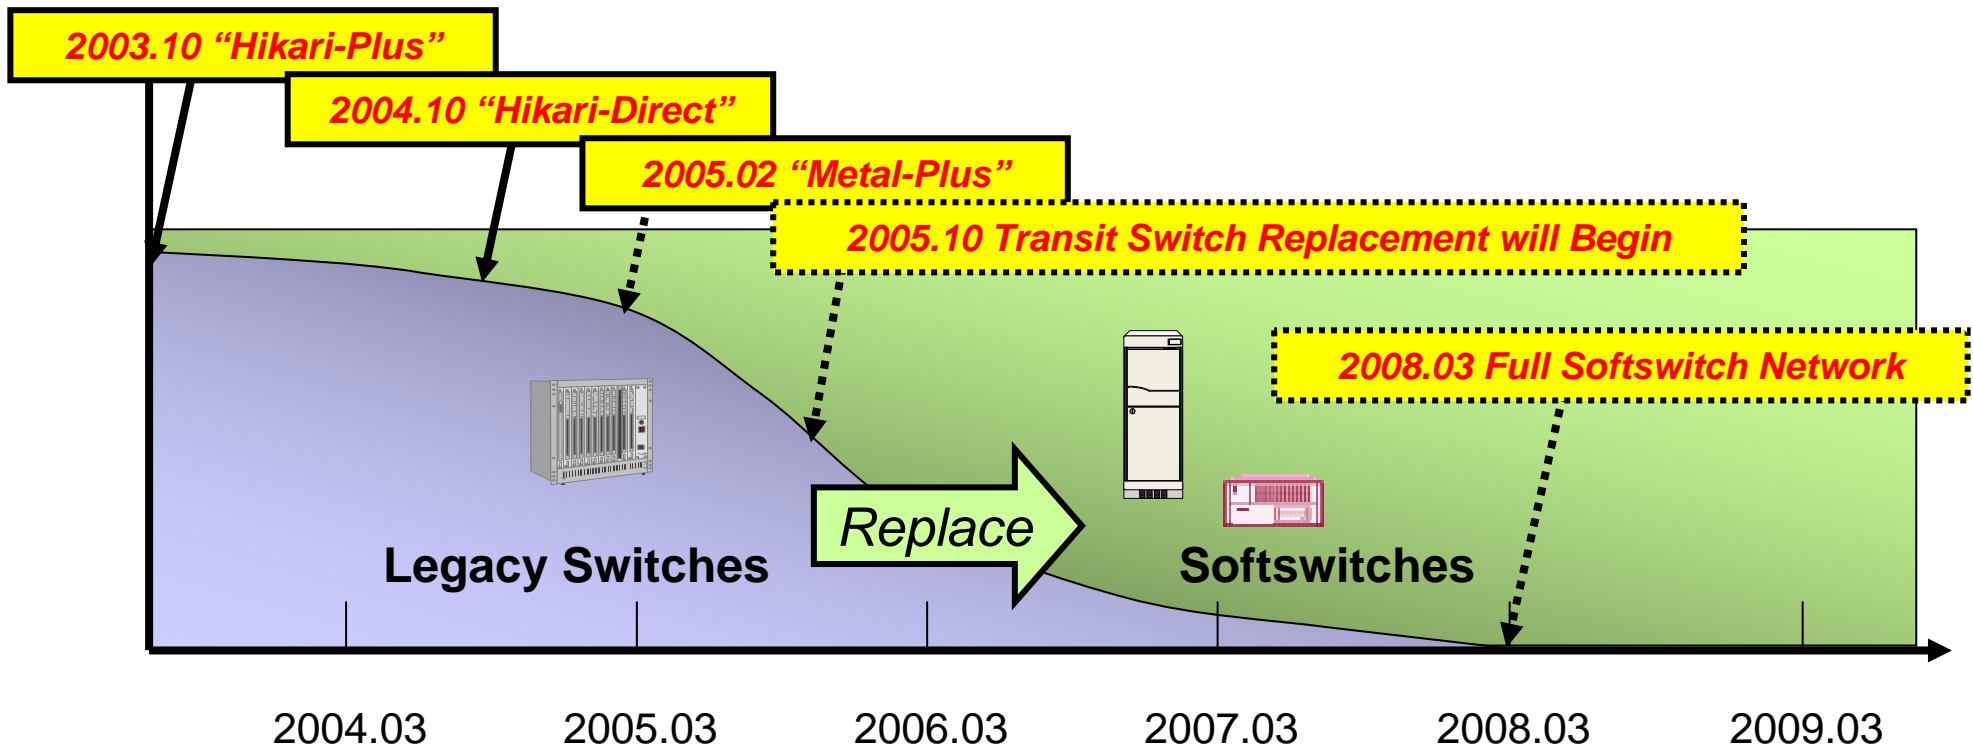 2003.10 “Hikari-Plus”
2004.10 “Hikari-Direct”
2005.02 “Metal-Plus”
2005.10 Transit Switch Replacement will Begin
2008.03 Full Softswitch Network
Replace
Legacy Switches
Softswitches
2004.03
2005.03
2006.03
2007.03
2008.03
2009.03